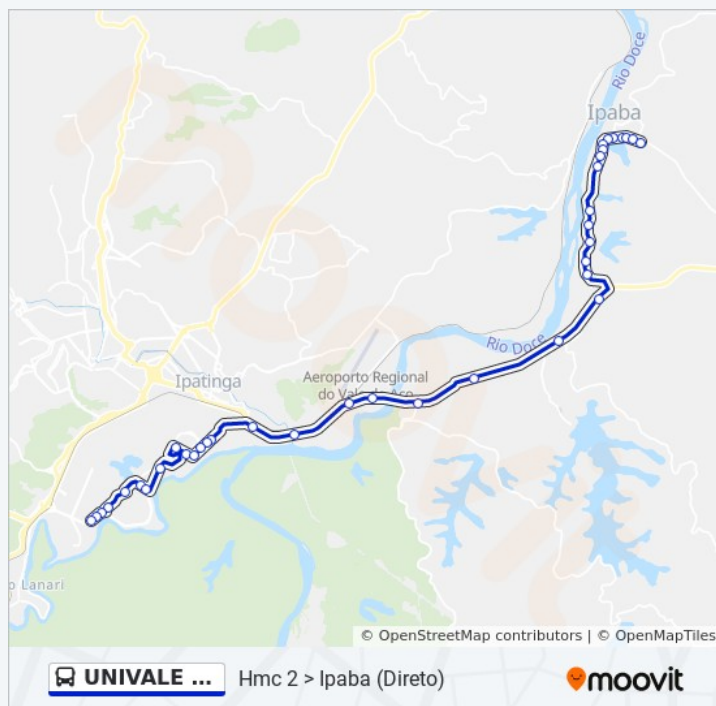 Rio Doce
Ipaba
Rio Doce
Aeroporto Regional
do Vale do Aço
Ipatinga
o Lanari
© OpenStreetMap contributors | © OpenMapTiles
UNIVALE ...
Hmc 2 > Ipaba (Direto)
moovit